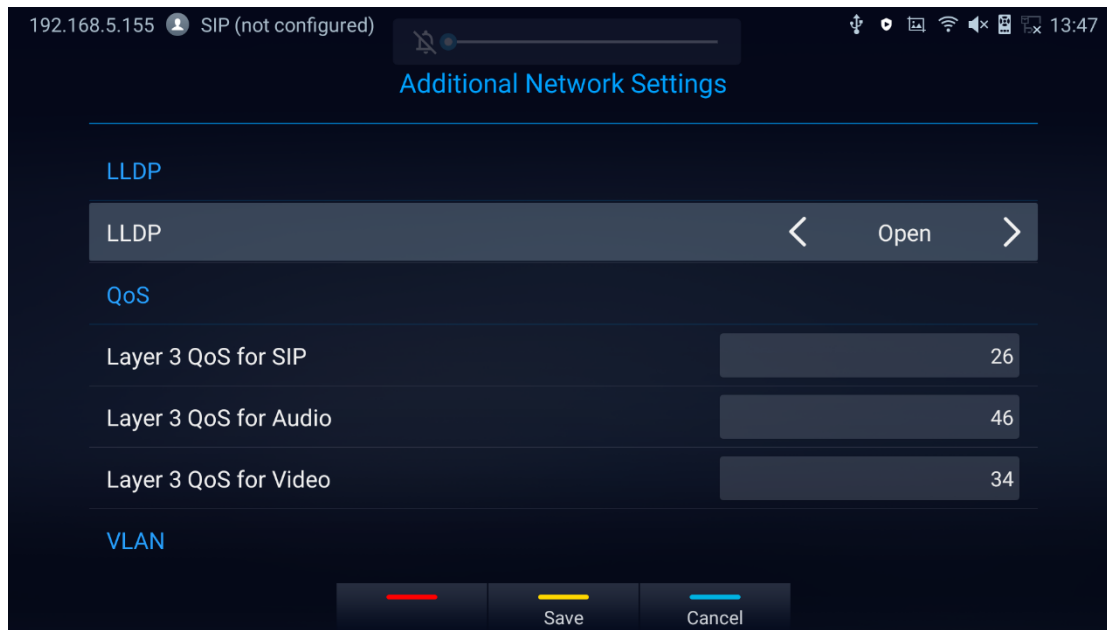 192.168.5.155 SIP (not configured) 13:47
Additional Network Settings
LLDP
LLDP Open
QoS
Layer 3 QoS for SIP 26
Layer 3 QoS for Audio 46
Layer 3 QoS for Video 34
VLAN
Save Cancel